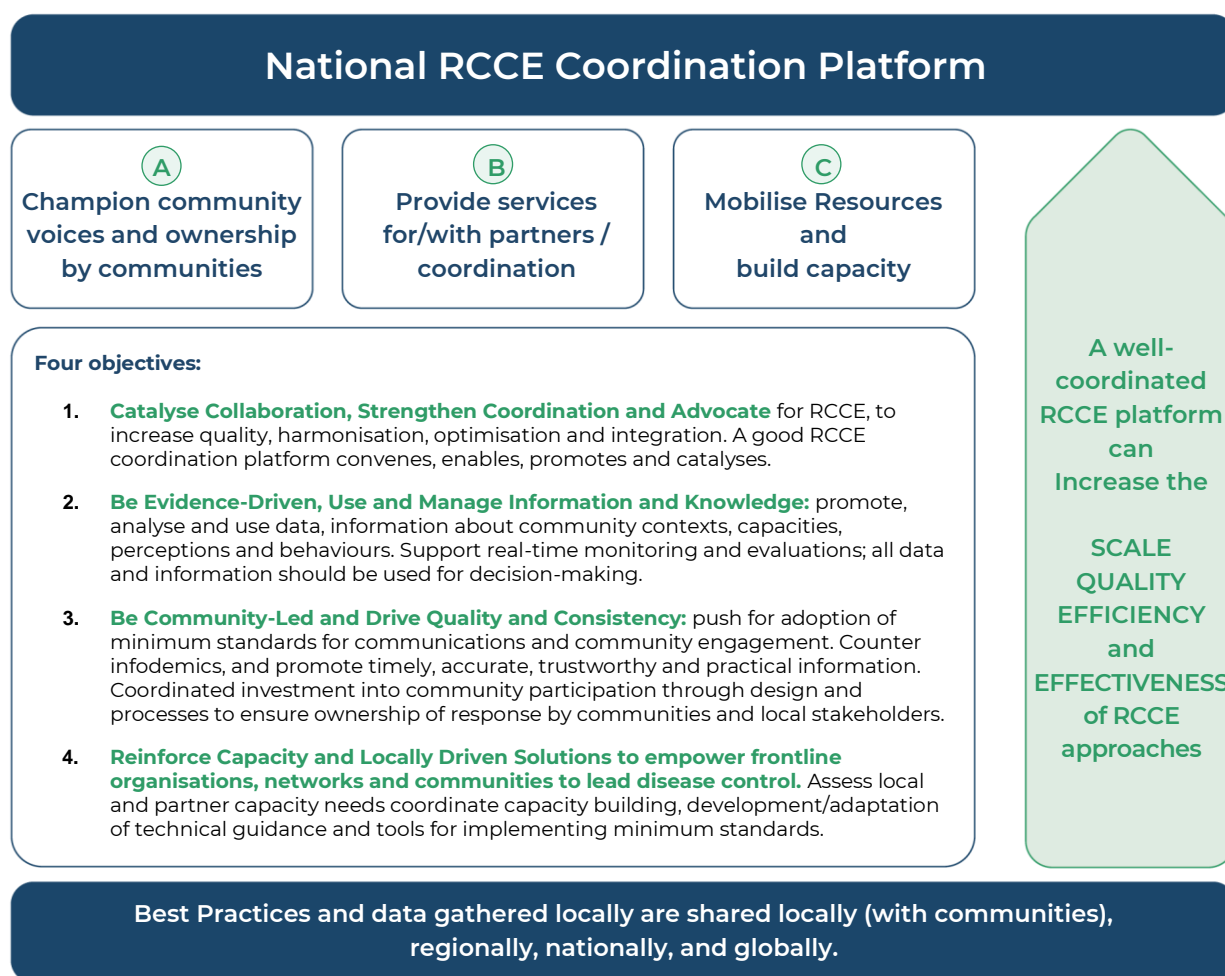 National RCCE Coordination Platform
A
Champion community
voices and ownership
by communities
B
Provide services
for/with partners /
coordination
C
Mobilise Resources
and
build capacity
Four objectives:
1. Catalyse Collaboration, Strengthen Coordination and Advocate for RCCE, to
increase quality, harmonisation, optimisation and integration. A good RCCE
coordination platform convenes, enables, promotes and catalyses.
2. Be Evidence-Driven, Use and Manage Information and Knowledge: promote,
analyse and use data, information about community contexts, capacities,
perceptions and behaviours. Support real-time monitoring and evaluations; all data
and information should be used for decision-making.
3. Be Community-Led and Drive Quality and Consistency: push for adoption of
minimum standards for communications and community engagement. Counter
infodemics, and promote timely, accurate, trustworthy and practical information.
Coordinated investment into community participation through design and
processes to ensure ownership of response by communities and local stakeholders.
4. Reinforce Capacity and Locally Driven Solutions to empower frontline
organisations, networks and communities to lead disease control. Assess local
and partner capacity needs coordinate capacity building, development/adaptation
of technical guidance and tools for implementing minimum standards.
A well-
coordinated
RCCE platform
can
Increase the
SCALE
QUALITY
EFFICIENCY
and
EFFECTIVENESS
of RCCE
approaches
Best Practices and data gathered locally are shared locally (with communities),
regionally, nationally, and globally.